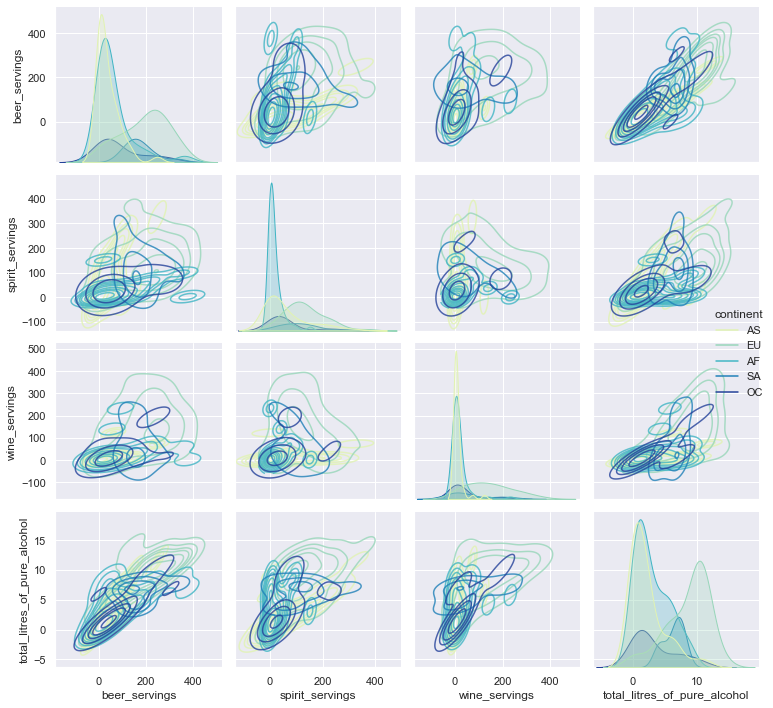 beer_servings
400
200
0
spirit_servings
400
300
200
100
0
−100
continent
AS
EU
AF
SA
OC
wine_servings
500
400
300
200
100
0
−100
total_litres_of_pure_alcohol
15
10
5
0
−5
0 200 400
0 200 400
0 200 400
0 10
beer_servings spirit_servings wine_servings total_litres_of_pure_alcohol